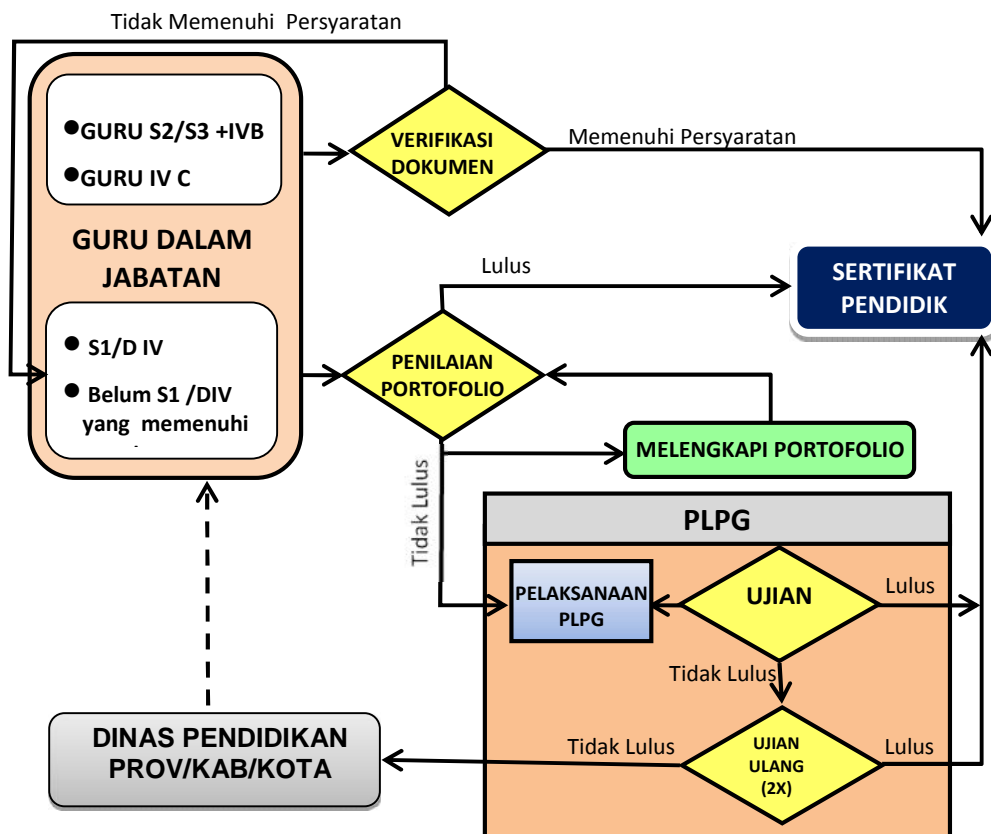 Tidak Memenuhi Persyaratan
GURU S2/S3 +IVB
GURU IV C
VERIFIKASI
DOKUMEN
Memenuhi Persyaratan
GURU DALAM
JABATAN
Lulus
SERTIFIKAT
PENDIDIK
S1/D IV
Belum S1 /DIV
yang memenuhi
PENILAIAN
PORTOFOLIO
MELENGKAPI PORTOFOLIO
Tidak Lulus
PLPG
PELAKSANAAN
PLPG
UJIAN
Lulus
Tidak Lulus
DINAS PENDIDIKAN
PROV/KAB/KOTA
Tidak Lulus
UJIAN
ULANG
(2X)
Lulus